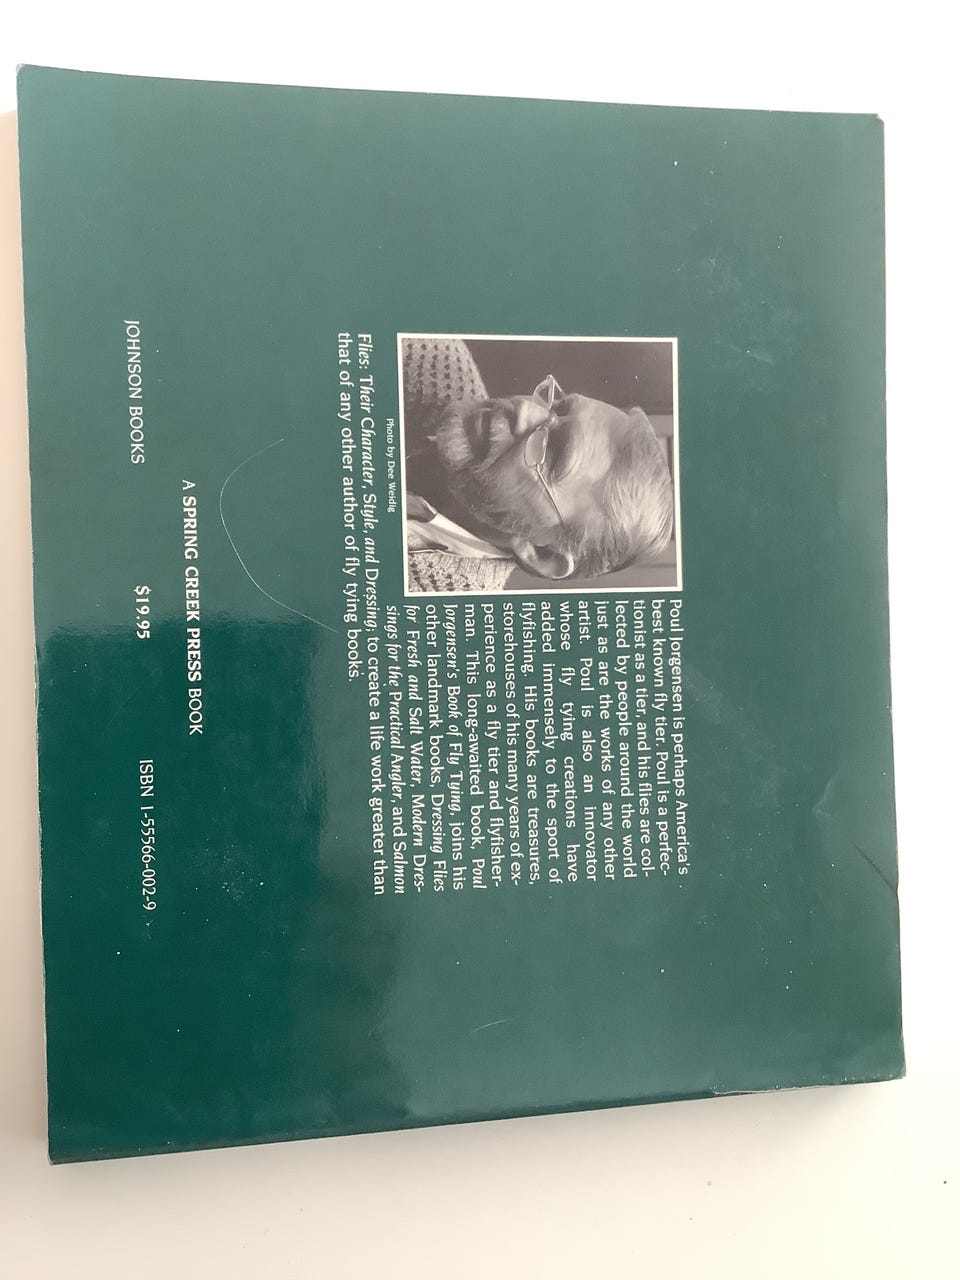 Poul Jorgensen is perhaps America's
best known fly tier. Poul is a perfec-
tionist as a tier, and his flies are col-
lected by people around the world
just as are the works of any other
artist. Poul is also an innovator
whose fly tying creations have
added immensely to the sport of
flyfishing. His books are treasures,
storehouses of his many years of ex-
perience as a fly tier and flyfisher-
man. This long-awaited book, Poul
Jorgensen's Book of Fly Tying, joins his
other landmark books, Dressing Flies
for Fresh and Salt Water, Modern Dres-
sings for the Practical Angler, and Salmon
Photo by Dee Weidig
Flies: Their Character, Style, and Dressing; to create a life work greater than
that of any other author of fly tying books.
A SPRING CREEK PRESS BOOK
JOHNSON BOOKS $19.95 ISBN 1-55566-002-9